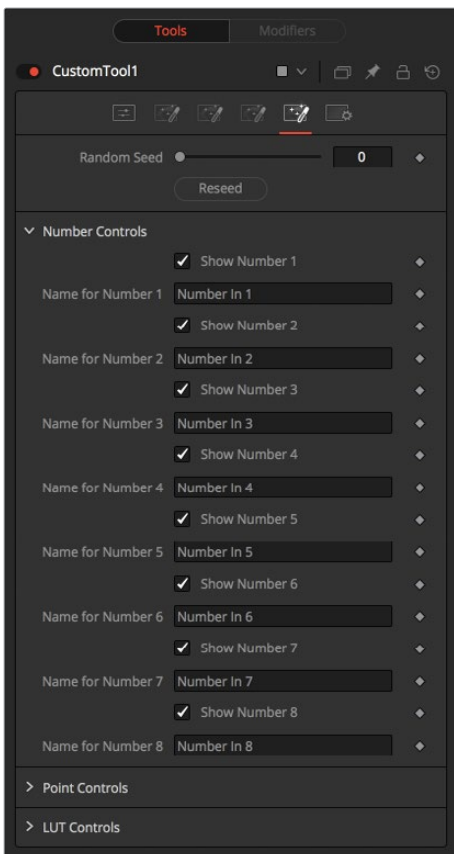 Tools Modifiers
CustomTool1
Random Seed 0
Reseed
Number Controls
Show Number 1
Name for Number 1 Number In 1
Show Number 2
Name for Number 2 Number In 2
Show Number 3
Name for Number 3 Number In 3
Show Number 4
Name for Number 4 Number In 4
Show Number 5
Name for Number 5 Number In 5
Show Number 6
Name for Number 6 Number In 6
Show Number 7
Name for Number 7 Number In 7
Show Number 8
Name for Number 8 Number In 8
Point Controls
LUT Controls